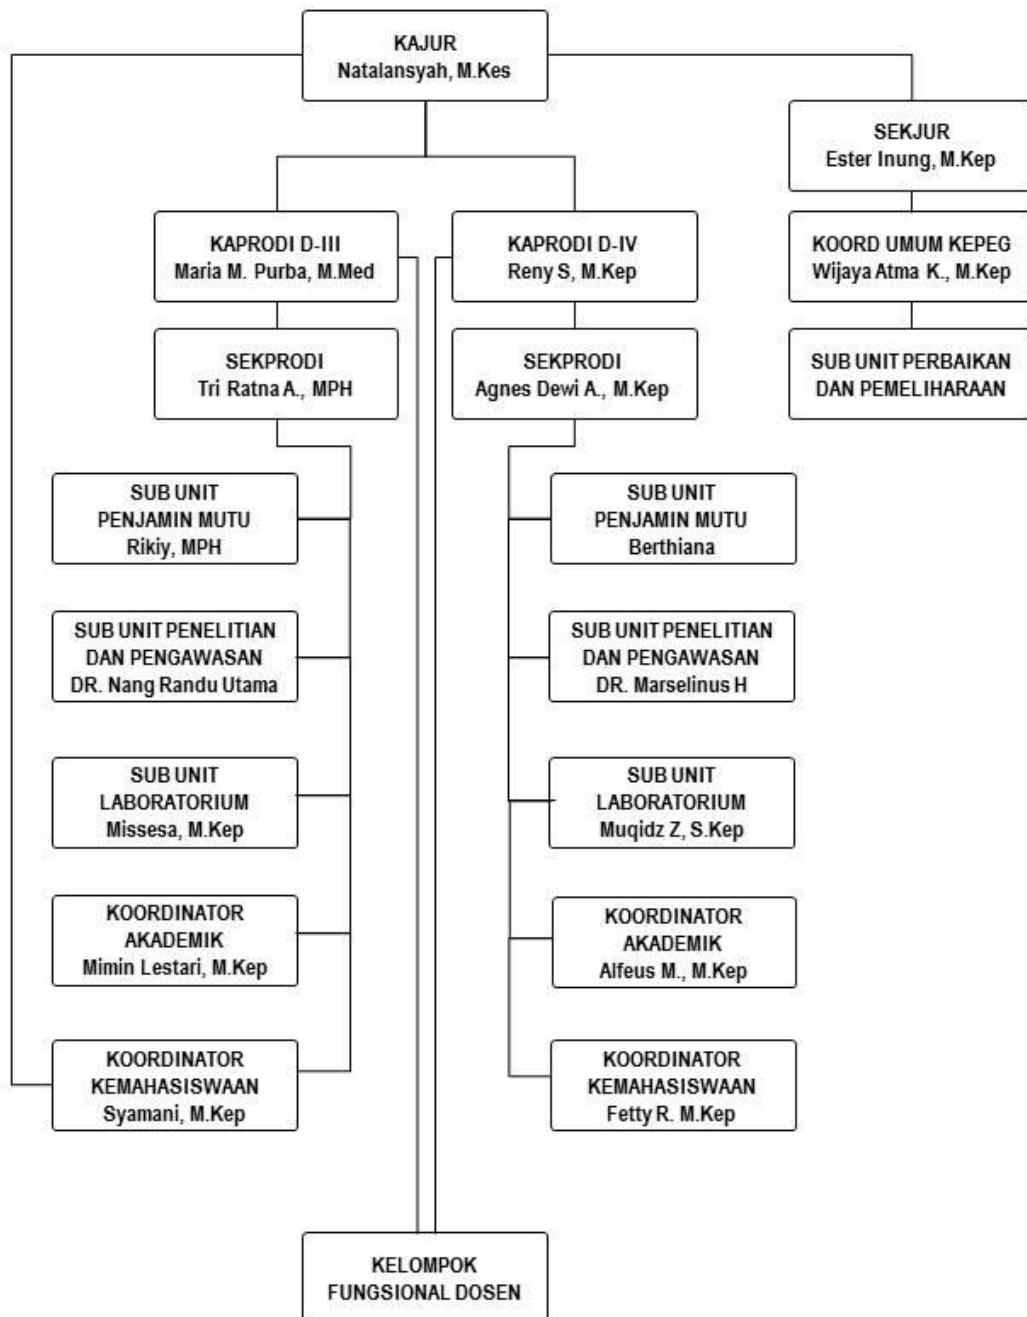 KAJUR
Natalansyah, M.Kes
SEKJUR
Ester Inung, M.Kep
KAPRODI D-III
Maria M. Purba, M.Med
KAPRODI D-IV
Reny S, M.Kep
KOORD UMUM KEPEG
Wijaya Atma K., M.Kep
SEKPRODI
Tri Ratna A., MPH
SEKPRODI
Agnes Dewi A., M.Kep
SUB UNIT PERBAIKAN
DAN PEMELIHARAAN
SUB UNIT
PENJAMIN MUTU
Rikiy, MPH
SUB UNIT
PENJAMIN MUTU
Berthiana
SUB UNIT PENELITIAN
DAN PENGAWASAN
DR. Nang Randu Utama
SUB UNIT PENELITIAN
DAN PENGAWASAN
DR. Marselinus H
SUB UNIT
LABORATORIUM
Missesa, M.Kep
SUB UNIT
LABORATORIUM
Muqidz Z, S.Kep
KOORDINATOR
AKADEMIK
Mimin Lestari, M.Kep
KOORDINATOR
AKADEMIK
Alfeus M., M.Kep
KOORDINATOR
KEMAHASISWAAN
Syamani, M.Kep
KOORDINATOR
KEMAHASISWAAN
Fetty R. M.Kep
KELOMPOK
FUNGSIONAL DOSEN